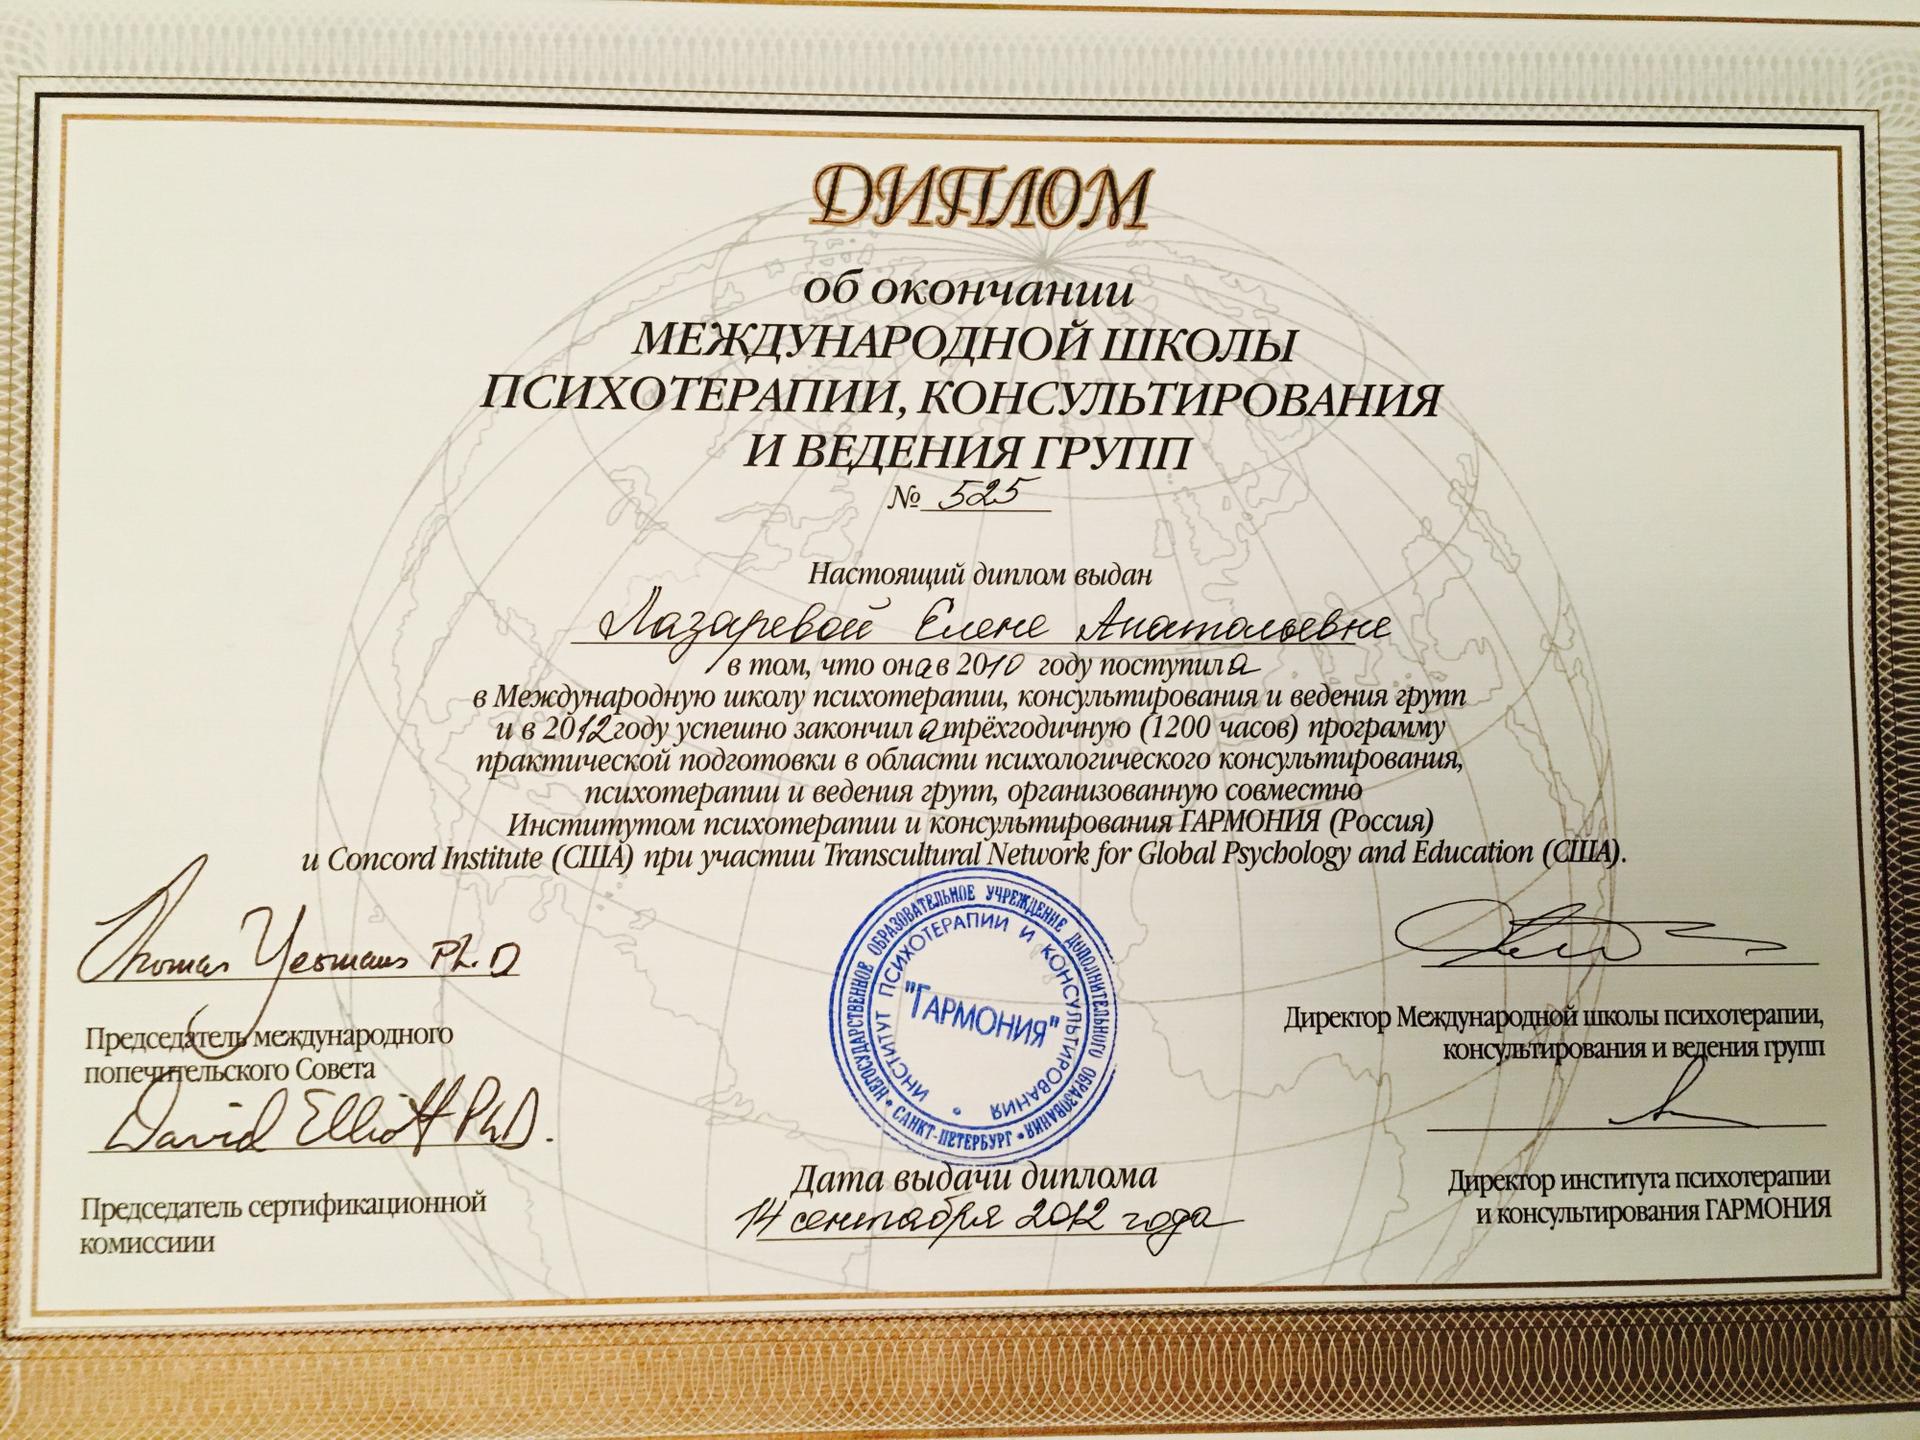 ДИПЛОМ
об окончании
МЕЖДУНАРОДНОЙ ШКОЛЫ
ПСИХОТЕРАПИИ, КОНСУЛЬТИРОВАНИЯ
И ВЕДЕНИЯ ГРУПП
№ 525
Настоящий диплом выдан
Лазаревой Елене Анатольевне
в том, что она в 2010 году поступила
в Международную школу психотерапии, консультирования и ведения групп
и в 2012 году успешно закончила трёхгодичную (1200 часов) программу
практической подготовки в области психологического консультирования,
психотерапии и ведения групп, организованную совместно
Институтом психотерапии и консультирования ГАРМОНИЯ (Россия)
и Concord Institute (США) при участии Transcultural Network for Global Psychology and Education (США).
Thomas Yeomans Ph.D
Председатель международного
попечительского Совета
David Elliott PhD.
Председатель сертификационной
комиссиии
НЕГОСУДАРСТВЕННОЕ ОБРАЗОВАТЕЛЬНОЕ УЧРЕЖДЕНИЕ ДОПОЛНИТЕЛЬНОГО ОБРАЗОВАНИЯ • САНКТ-ПЕТЕРБУРГ •
ИНСТИТУТ ПСИХОТЕРАПИИ И КОНСУЛЬТИРОВАНИЯ •
"ГАРМОНИЯ"
Дата выдачи диплома
14 сентября 2012 года
Директор Международной школы психотерапии,
консультирования и ведения групп
Директор института психотерапии
и консультирования ГАРМОНИЯ